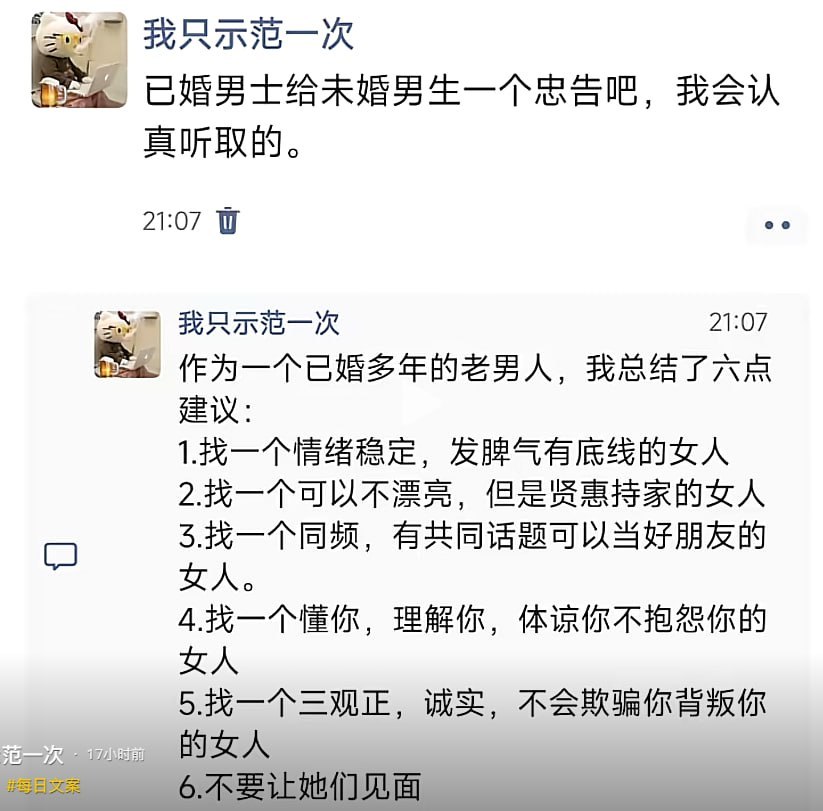 我只示范一次
已婚男士给未婚男生一个忠告吧，我会认
真听取的。
21:07
我只示范一次
21:07
作为一个已婚多年的老男人，我总结了六点
建议：
1.找一个情绪稳定，发脾气有底线的女人
2.找一个可以不漂亮，但是贤惠持家的女人
3.找一个同频，有共同话题可以当好朋友的
女人。
4.找一个懂你，理解你，体谅你不抱怨你的
女人
5.找一个三观正，诚实，不会欺骗你背叛你
的女人
6.不要让她们见面
范一次 · 17小时前
#每日文案